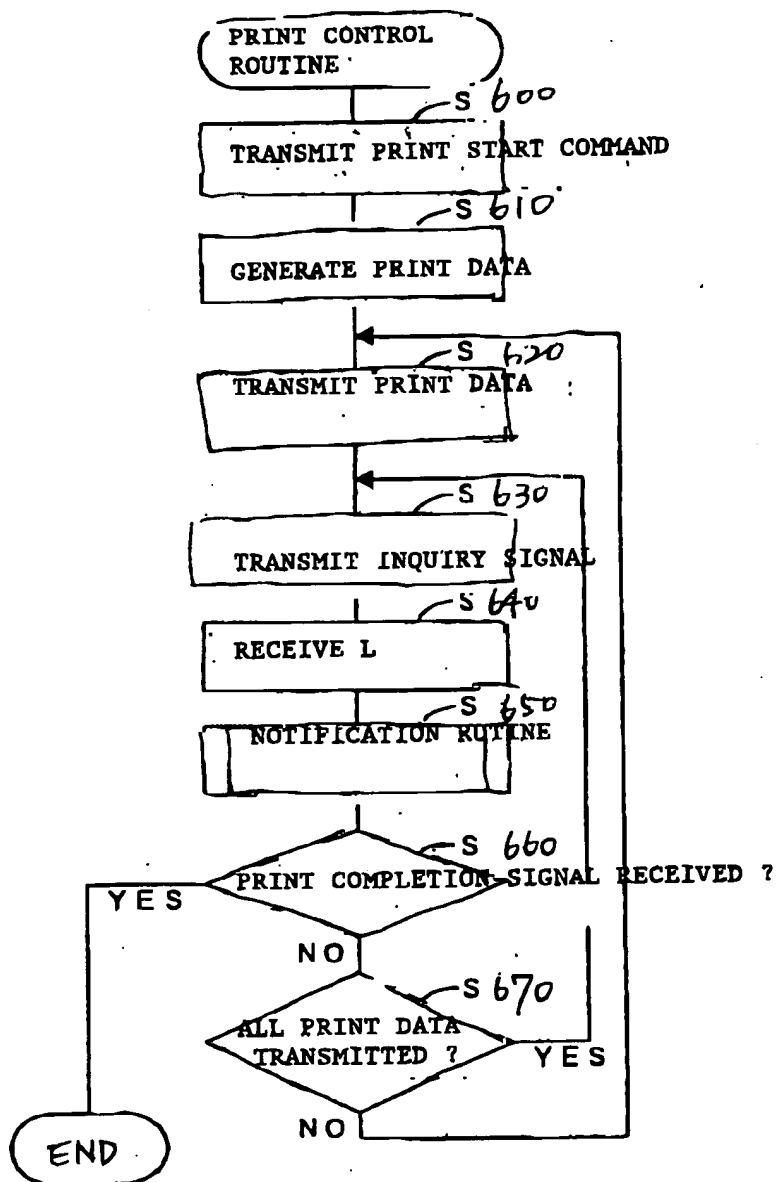 PRINT CONTROL
ROUTINE
S 600
TRANSMIT PRINT START COMMAND
S 610
GENERATE PRINT DATA
S 620
TRANSMIT PRINT DATA
S 630
TRANSMIT INQUIRY SIGNAL
S 640
RECEIVE L
S 650
NOTIFICATION RUTINE
S 660
PRINT COMPLETION SIGNAL RECEIVED ?
YES
NO
S 670
ALL PRINT DATA
TRANSMITTED ?
YES
NO
END